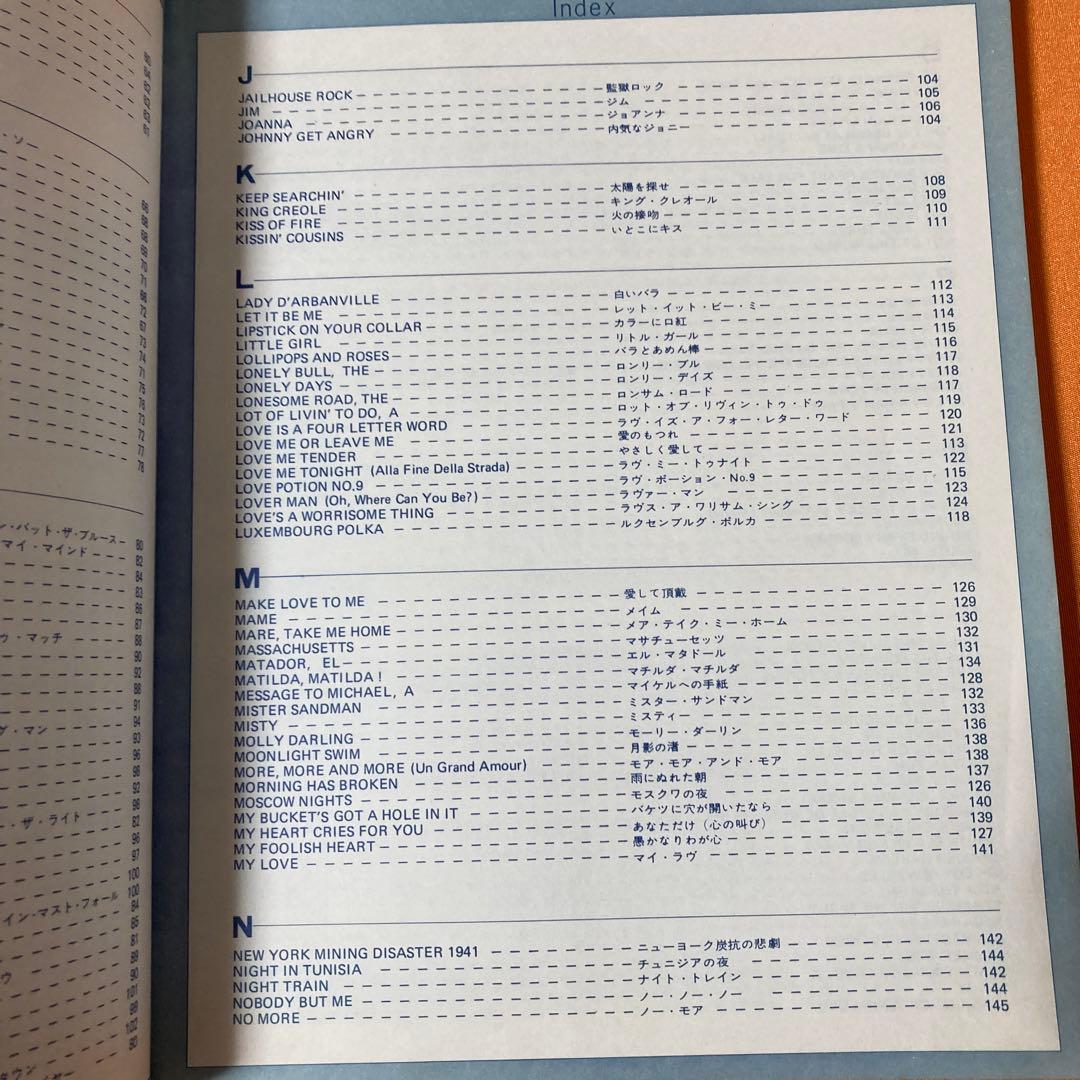 Index
J
JAILHOUSE ROCK 監獄ロック 104
JIM ジム 105
JOANNA ジョアンナ 106
JOHNNY GET ANGRY 内気なジョニー 104
K
KEEP SEARCHIN' 太陽を探せ 108
KING CREOLE キング・クレオール 109
KISS OF FIRE 火の接吻 110
KISSIN' COUSINS いとこにキス 111
L
LADY D'ARBANVILLE 白いバラ 112
LET IT BE ME レット・イット・ビー・ミー 113
LIPSTICK ON YOUR COLLAR カラーに口紅 114
LITTLE GIRL リトル・ガール 115
LOLLIPOPS AND ROSES バラとあめん棒 116
LONELY BULL, THE ロンリー・ブル 117
LONELY DAYS ロンリー・デイズ 118
LONESOME ROAD, THE ロンサム・ロード 117
LOT OF LIVIN' TO DO, A ロット・オブ・リヴィン・トゥ・ドゥ 119
LOVE IS A FOUR LETTER WORD ラヴ・イズ・ア・フォー・レター・ワード 120
LOVE ME OR LEAVE ME 愛のもつれ 121
LOVE ME TENDER やさしく愛して 113
LOVE ME TONIGHT (Alla Fine Della Strada) ラヴ・ミー・トゥナイト 122
LOVE POTION NO.9 ラヴ・ポーション・No.9 115
LOVER MAN (Oh, Where Can You Be?) ラヴァー・マン 123
LOVE'S A WORRISOME THING ラヴス・ア・ワリサム・シング 124
LUXEMBOURG POLKA ルクセンブルグ・ポルカ 118
M
MAKE LOVE TO ME 愛して頂戴 126
MAME メイム 129
MARE, TAKE ME HOME メア・テイク・ミー・ホーム 130
MASSACHUSETTS マサチューセッツ 132
MATADOR, EL エル・マタドール 131
MATILDA, MATILDA! マチルダ・マチルダ 134
MESSAGE TO MICHAEL, A マイケルへの手紙 128
MISTER SANDMAN ミスター・サンドマン 132
MISTY ミスティー 133
MOLLY DARLING モーリー・ダーリン 136
MOONLIGHT SWIM 月影の渚 138
MORE, MORE AND MORE (Un Grand Amour) モア・モア・アンド・モア 138
MORNING HAS BROKEN 雨にぬれた朝 137
MOSCOW NIGHTS モスクワの夜 126
MY BUCKET'S GOT A HOLE IN IT バケツに穴が開いたなら 140
MY HEART CRIES FOR YOU あなただけ(心の叫び) 139
MY FOOLISH HEART 愚かなりわが心 127
MY LOVE マイ・ラヴ 141
N
NEW YORK MINING DISASTER 1941 ニューヨーク炭抗の悲劇 142
NIGHT IN TUNISIA チュニジアの夜 144
NIGHT TRAIN ナイト・トレイン 142
NOBODY BUT ME ノー・ノー・ノー 144
NO MORE ノー・モア 145